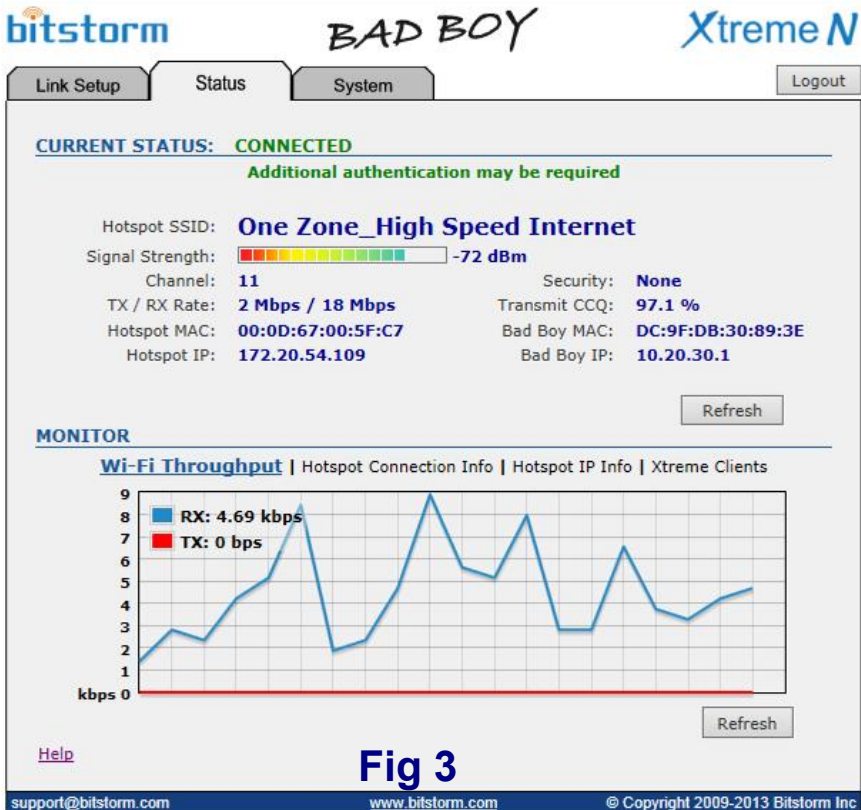 bitstorm BAD BOY Xtreme N
Link Setup Status System Logout
CURRENT STATUS: CONNECTED
Additional authentication may be required
Hotspot SSID: One Zone_High Speed Internet
Signal Strength: -72 dBm
Channel: 11 Security: None
TX / RX Rate: 2 Mbps / 18 Mbps Transmit CCQ: 97.1 %
Hotspot MAC: 00:0D:67:00:5F:C7 Bad Boy MAC: DC:9F:DB:30:89:3E
Hotspot IP: 172.20.54.109 Bad Boy IP: 10.20.30.1
Refresh
MONITOR
Wi-Fi Throughput | Hotspot Connection Info | Hotspot IP Info | Xtreme Clients
9
8 RX: 4.69 kbps
7 TX: 0 bps
6
5
4
3
2
1
kbps 0
Refresh
Help
Fig 3
support@bitstorm.com www.bitstorm.com © Copyright 2009-2013 Bitstorm Inc